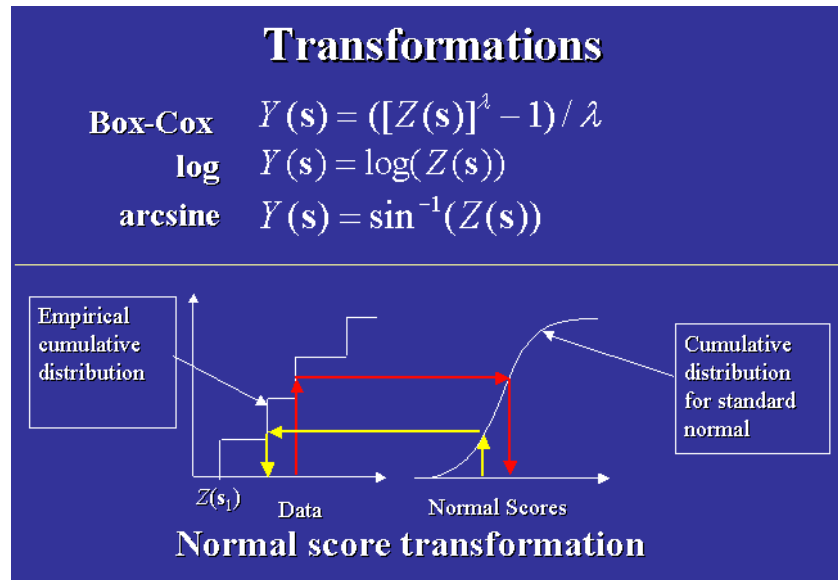 Transformations
Box-Cox Y(s) = ([Z(s)]^λ − 1) / λ
log Y(s) = log(Z(s))
arcsine Y(s) = sin⁻¹(Z(s))
Empirical
cumulative
distribution
Cumulative
distribution
for standard
normal
Z(s₁)
Data
Normal Scores
Normal score transformation